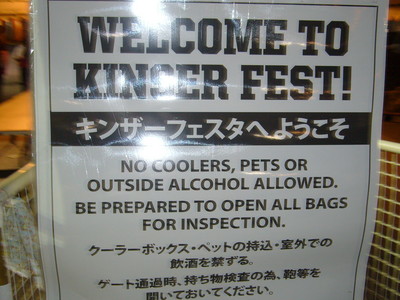 WELCOME TO
KINSER FEST!
キンザーフェスタへようこそ
NO COOLERS, PETS OR
OUTSIDE ALCOHOL ALLOWED.
BE PREPARED TO OPEN ALL BAGS
FOR INSPECTION.
クーラーボックス・ペットの持込・室外での
飲酒を禁ずる。
ゲート通過時、持ち物検査の為、鞄等を
開いておいてください。